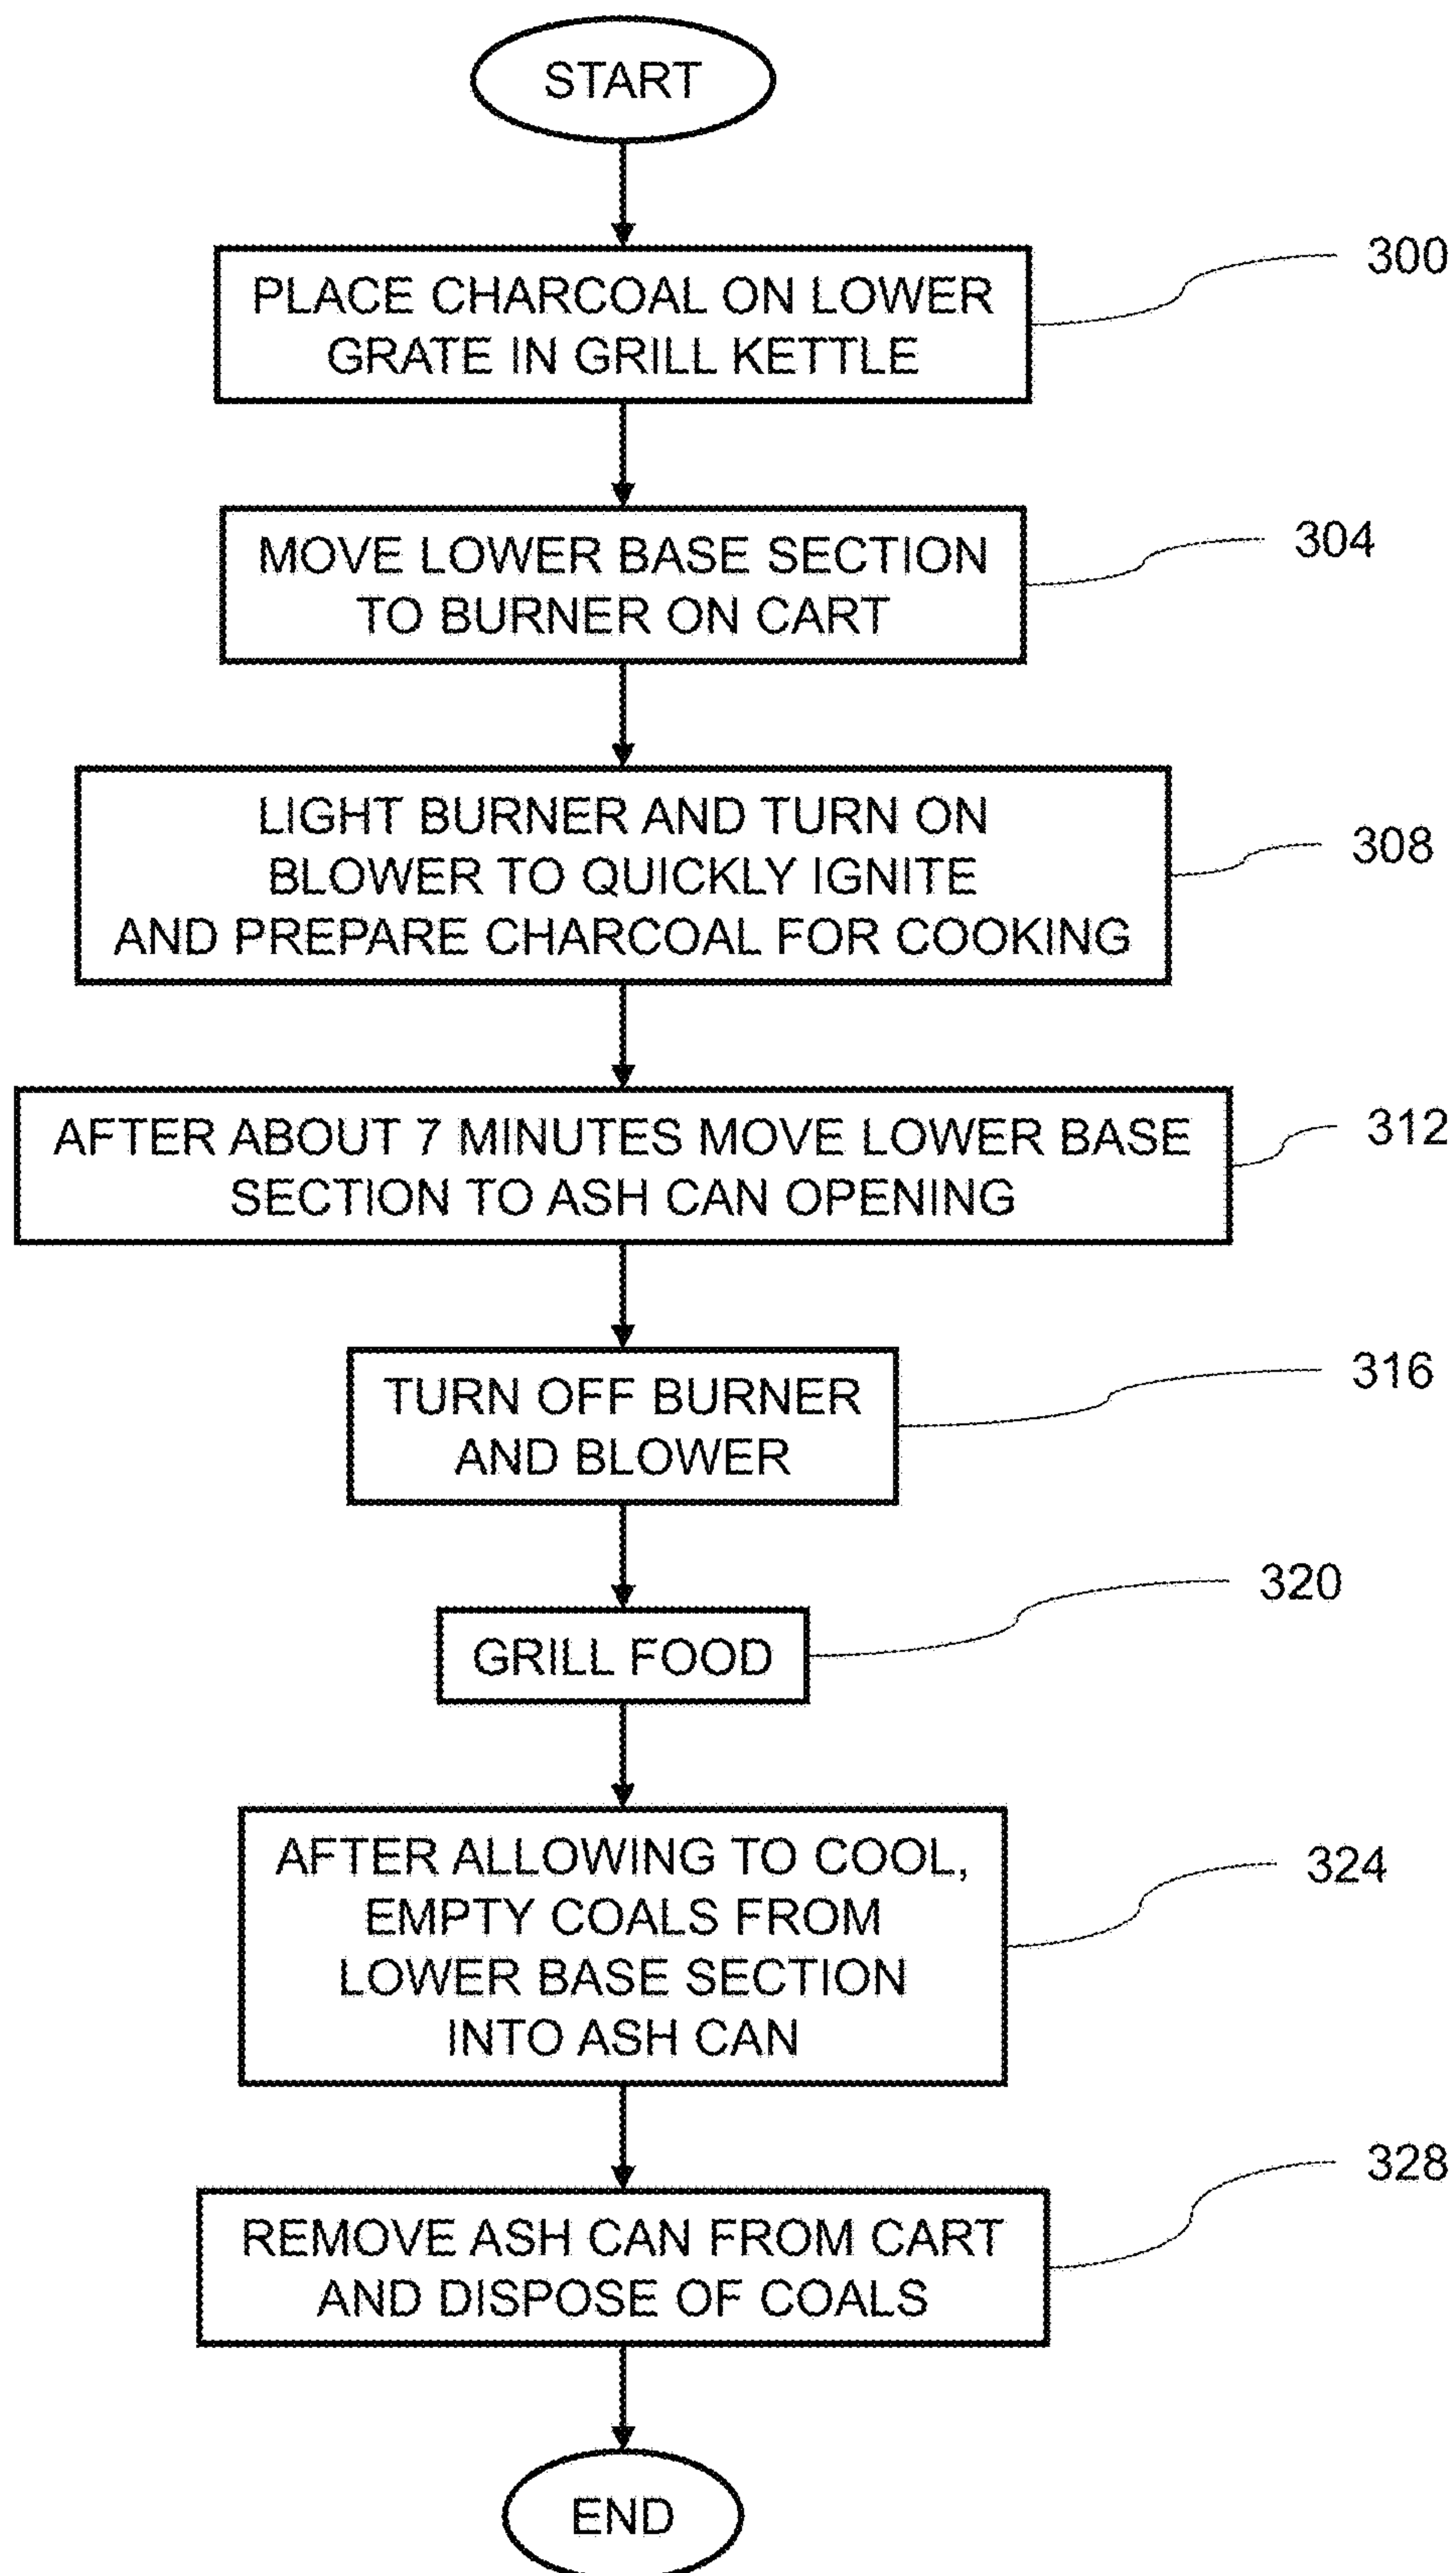 START
PLACE CHARCOAL ON LOWER
GRATE IN GRILL KETTLE
300
MOVE LOWER BASE SECTION
TO BURNER ON CART
304
LIGHT BURNER AND TURN ON
BLOWER TO QUICKLY IGNITE
AND PREPARE CHARCOAL FOR COOKING
308
AFTER ABOUT 7 MINUTES MOVE LOWER BASE
SECTION TO ASH CAN OPENING
312
TURN OFF BURNER
AND BLOWER
316
GRILL FOOD
320
AFTER ALLOWING TO COOL,
EMPTY COALS FROM
LOWER BASE SECTION
INTO ASH CAN
324
REMOVE ASH CAN FROM CART
AND DISPOSE OF COALS
328
END